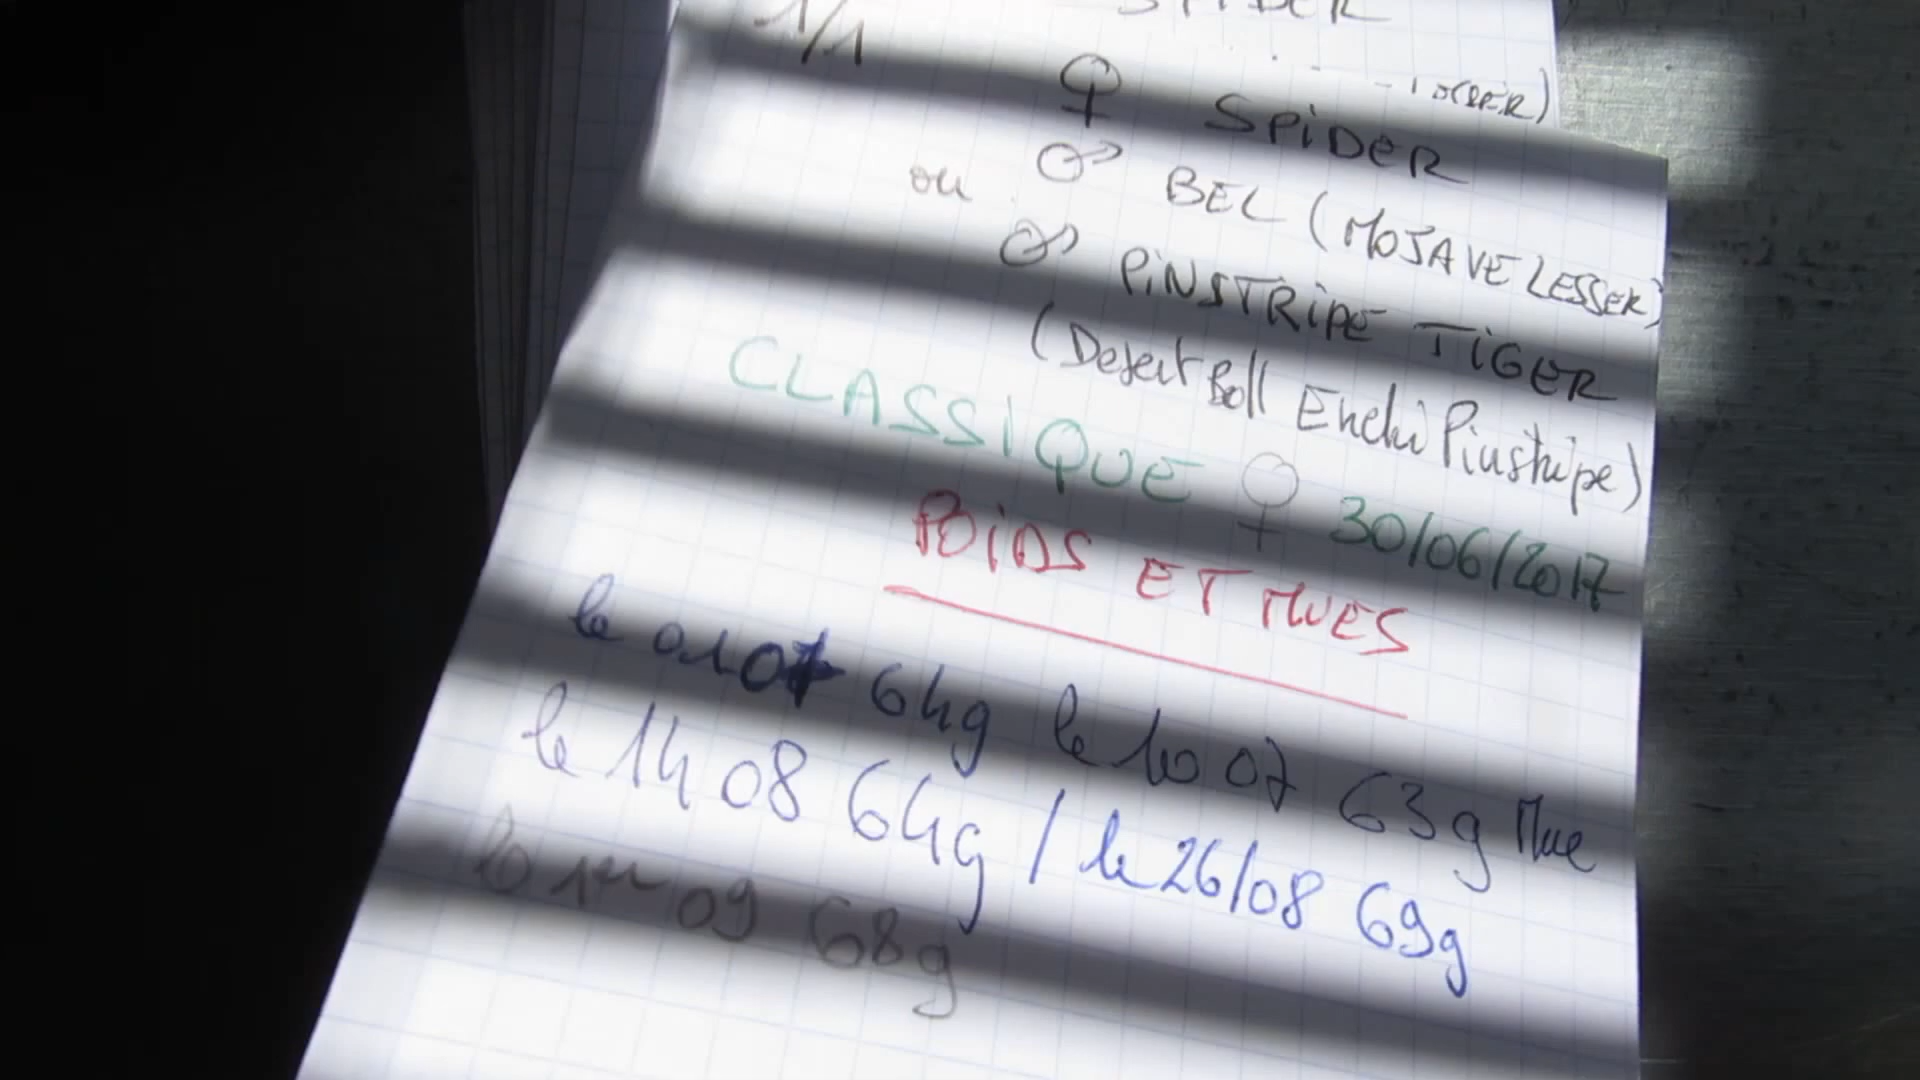 SPIDER
1/1
♀ SPIDER
ou ♂ BEL (MOJAVE LESSER)
♂ PINSTRIPE TIGER
(Desert Ball Enchi Pinstripe)
CLASSIQUE ♀ 30/06/2017
POIDS ET MUES
le 01 07 64g le 10 07 63g Mue
le 14 08 64g / le 26/08 69g
le 1er 09 68g